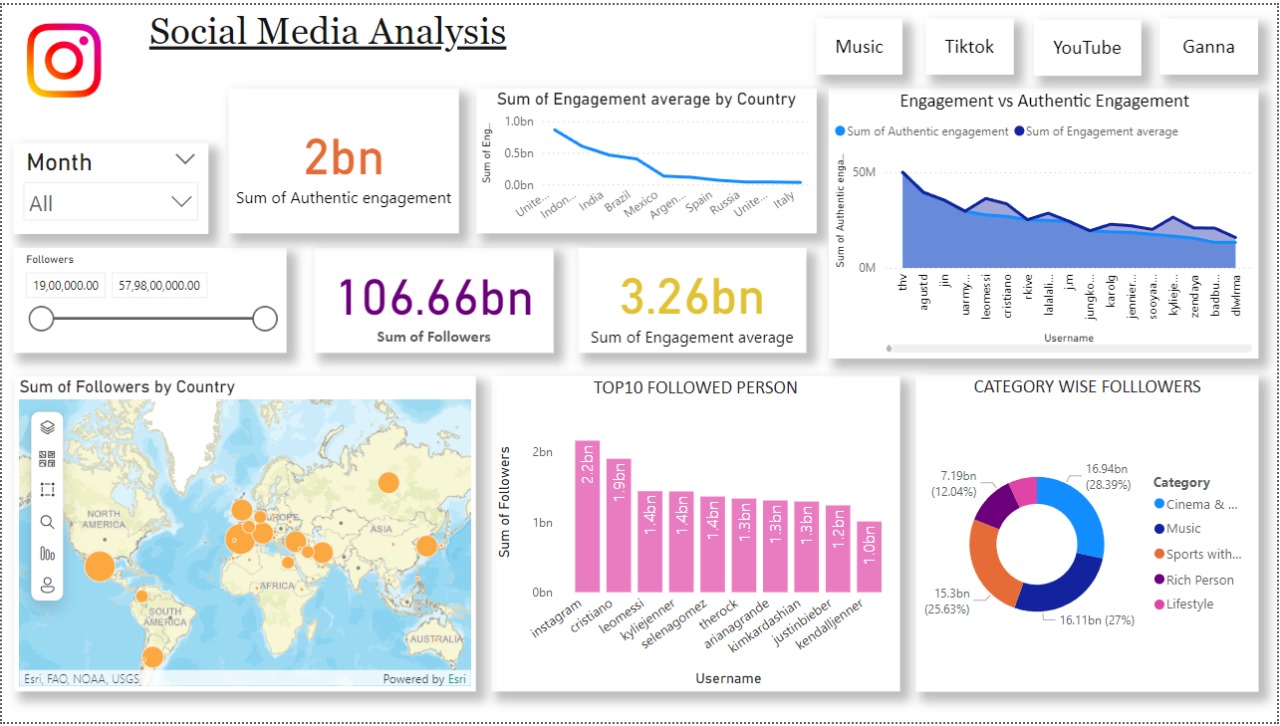 Social Media Analysis
Music
Tiktok
YouTube
Ganna
Month
All
2bn
Sum of Authentic engagement
Sum of Engagement average by Country
Sum of Eng...
1.0bn
0.5bn
0.0bn
Unite...
Indon...
India
Brazil
Mexico
Argen...
Spain
Russia
Unite...
Italy
Engagement vs Authentic Engagement
Sum of Authentic engagement
Sum of Engagement average
Sum of Authentic enga...
50M
0M
thv
agustd
jin
uarmy...
leomessi
cristiano
rkive
lalalali...
j.m
jungko...
karolg
jennier...
sooyaa...
kylieje...
zendaya
badbu...
dlwlrma
Username
Followers
19,00,000.00
57,98,00,000.00
106.66bn
Sum of Followers
3.26bn
Sum of Engagement average
Sum of Followers by Country
NORTH
AMERICA
EUROPE
ASIA
AFRICA
SOUTH
AMERICA
AUSTRALIA
Esri, FAO, NOAA, USGS
Powered by Esri
TOP10 FOLLOWED PERSON
Sum of Followers
2bn
1bn
0bn
2.2bn
1.9bn
1.4bn
1.4bn
1.4bn
1.3bn
1.3bn
1.3bn
1.2bn
1.0bn
instagram
cristiano
leomessi
kyliejenner
selenagomez
therock
arianagrande
kimkardashian
justinbieber
kendalljenner
Username
CATEGORY WISE FOLLLOWERS
7.19bn
(12.04%)
16.94bn
(28.39%)
15.3bn
(25.63%)
16.11bn (27%)
Category
Cinema & ...
Music
Sports with...
Rich Person
Lifestyle